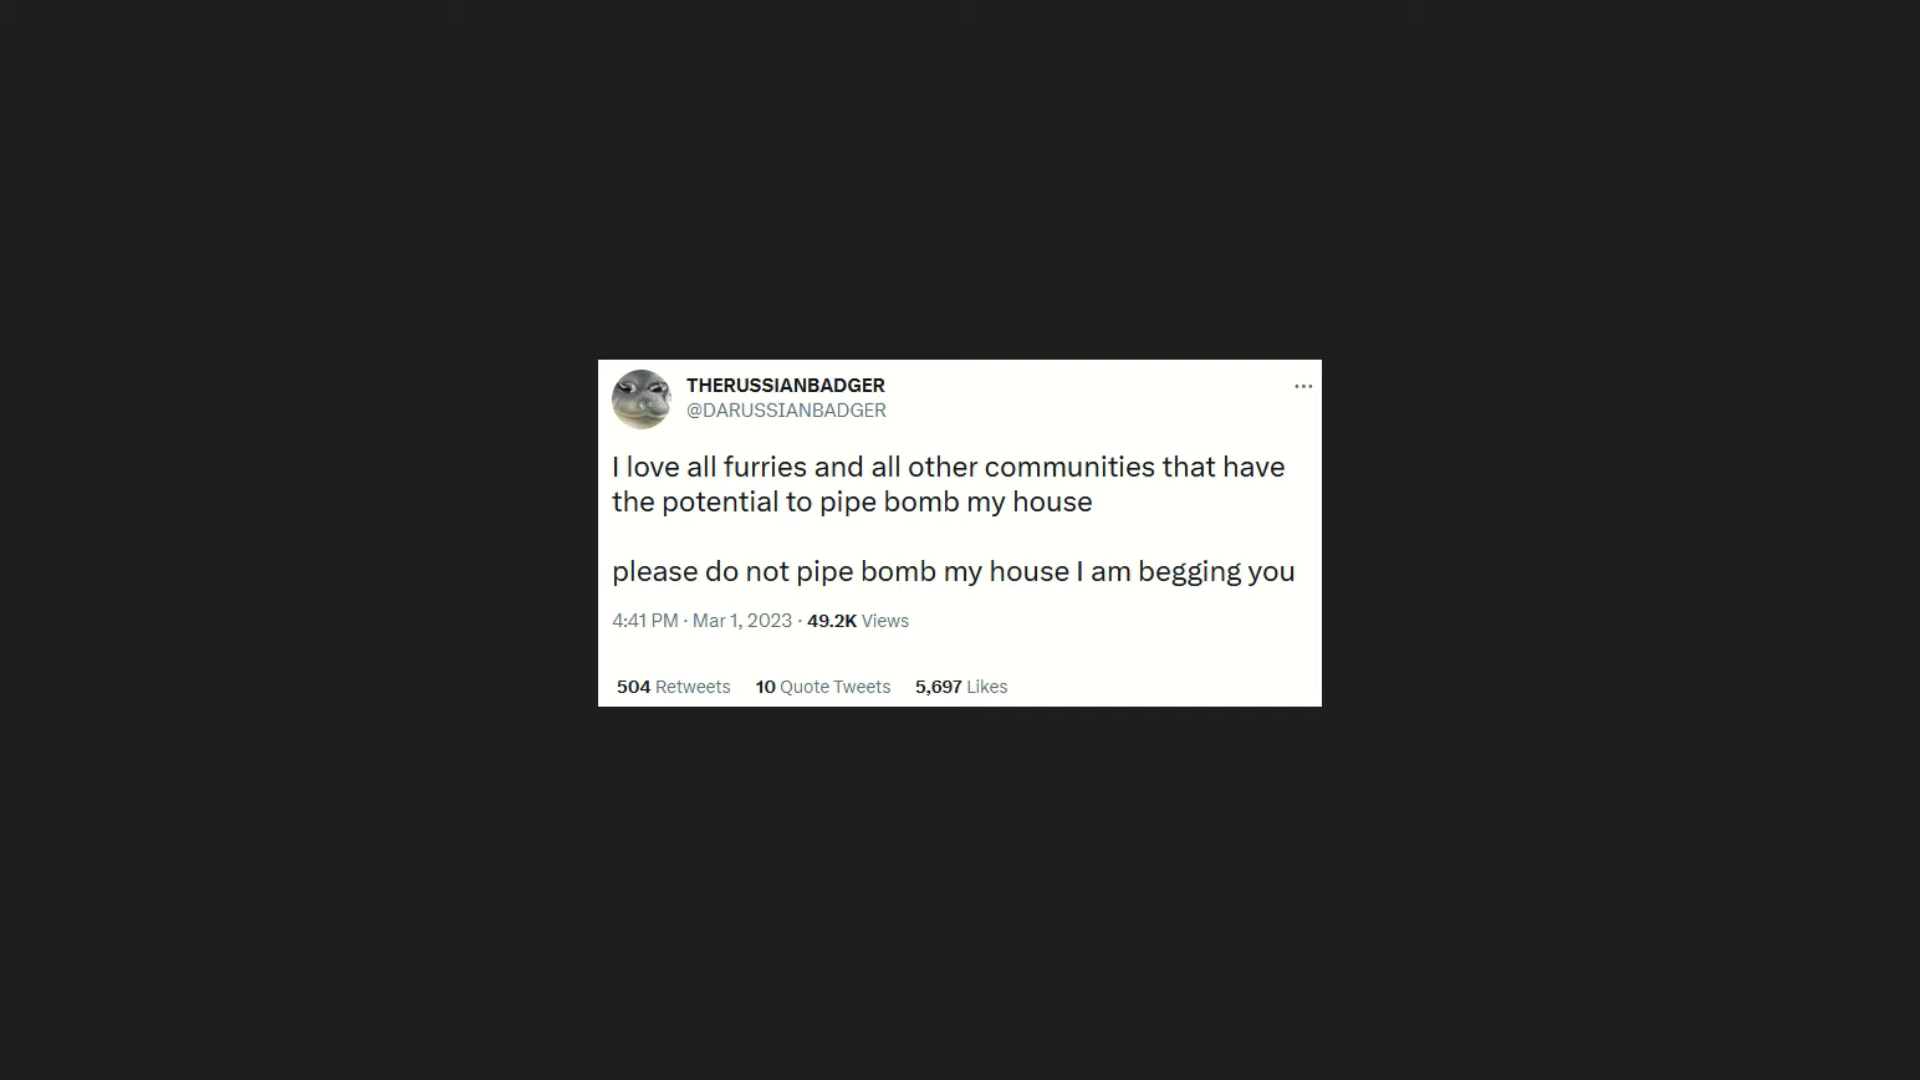 THERUSSIANBADGER
@DARUSSIANBADGER
I love all furries and all other communities that have
the potential to pipe bomb my house
please do not pipe bomb my house I am begging you
4:41 PM · Mar 1, 2023 · 49.2K Views
504 Retweets 10 Quote Tweets 5,697 Likes